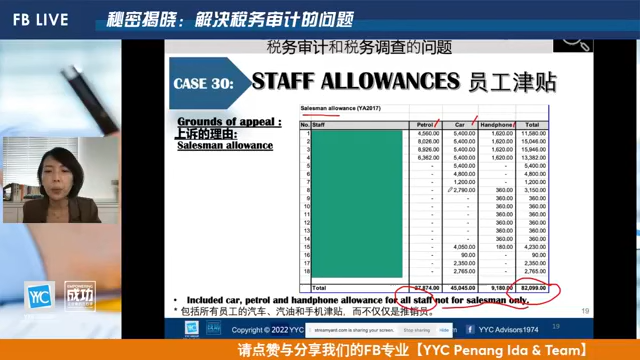 FB LIVE
秘密揭晓：解决税务审计的问题
税务审计和税务调查的问题
CASE 30:
STAFF ALLOWANCES 员工津贴
Grounds of appeal :
上诉的理由:
Salesman allowance
Salesman allowance (YA2017)
No. Staff Petrol Car Handphone Total
1 4,560.00 5,400.00 1,620.00 11,580.00
2 8,026.00 5,400.00 1,620.00 15,046.00
3 8,926.00 5,400.00 1,620.00 15,946.00
4 6,362.00 5,400.00 1,620.00 13,382.00
5 - 5,400.00 - 5,400.00
6 - 4,800.00 - 4,800.00
7 - 1,200.00 - 1,200.00
8 - 2,790.00 360.00 3,150.00
9 - - 360.00 360.00
10 - - 360.00 360.00
11 - - 360.00 360.00
12 - - 360.00 360.00
13 - - 360.00 360.00
14 - - 360.00 360.00
15 - 4,050.00 180.00 4,230.00
16 - 90.00 - 90.00
17 - 2,350.00 - 2,350.00
18 - 2,765.00 - 2,765.00
Total 27,874.00 45,045.00 9,180.00 82,099.00
• Included car, petrol and handphone allowance for all staff not for salesman only.
* 包括所有员工的汽车、汽油和手机津贴，而不仅仅是推销员。
19
YYC
成功
YYC
成功
Copyright © 2022 YYC
streamyard.com is sharing your screen.
Stop sharing
Hide
YYC Advisors1974
19
请点赞与分享我们的FB专业【YYC Penang Ida & Team】